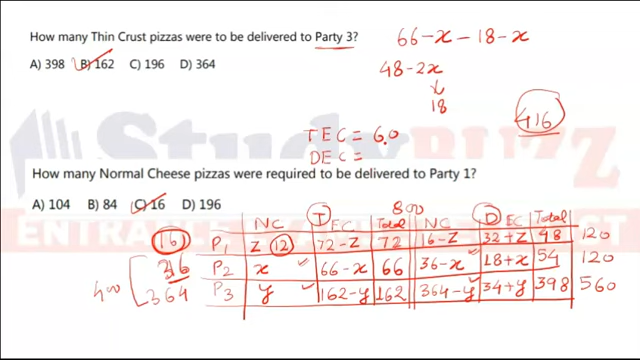 How many Thin Crust pizzas were to be delivered to Party 3?
A) 398 B) 162 C) 196 D) 364
66 - x - 18 - x
48 - 2x
18
416
TEC = 6.0
DEC =
How many Normal Cheese pizzas were required to be delivered to Party 1?
A) 104 B) 84 C) 16 D) 196
800
T D
NC EC Total NC EC Total
16 P1 z 12 72-z 72 16-z 32+z 48 120
P2 x 66-x 66 36-x 18+x 54 120
400 364 P3 y 162-y 162 364-y 34+y 398 560
StudyBUZZ